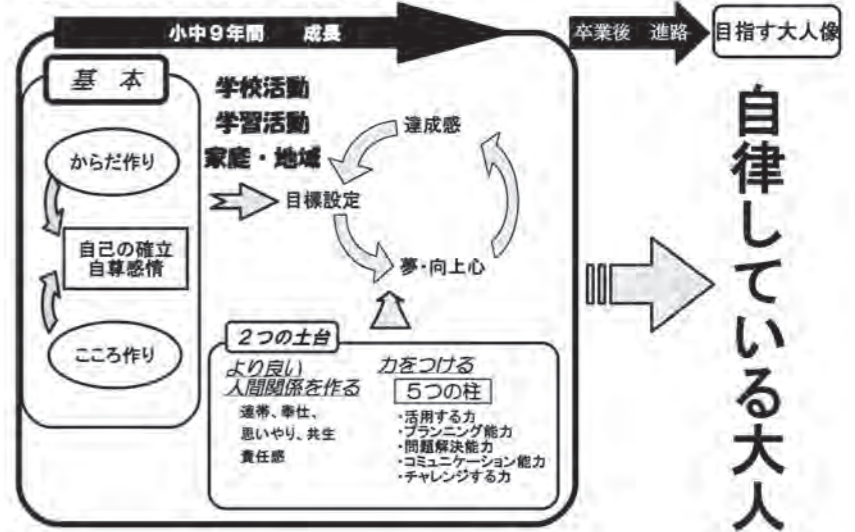 小中9年間 成長
卒業後 進路
目指す大人像
基 本
からだ作り
自己の確立
自尊感情
こころ作り
学校活動
学習活動
家庭・地域
達成感
目標設定
夢・向上心
2つの土台
より良い
人間関係を作る
連帯、奉仕、
思いやり、共生
責任感
力をつける
5つの柱
・活用する力
・プランニング能力
・問題解決能力
・コミュニケーション能力
・チャレンジする力
自律している大人